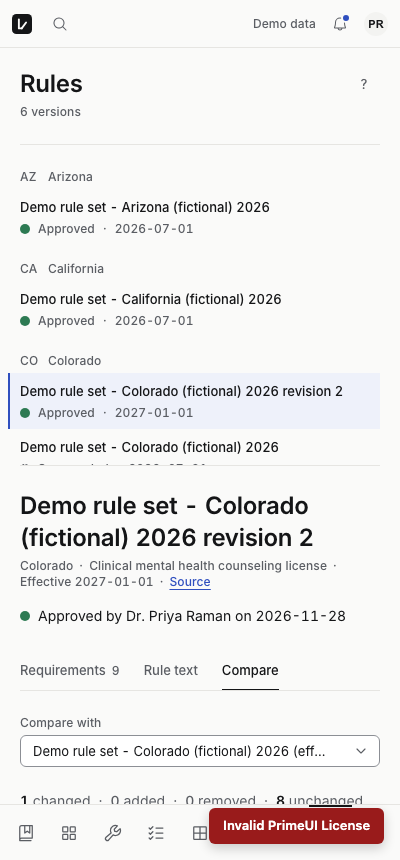 Demo data
PR
Rules
?
6 versions
AZ Arizona
Demo rule set - Arizona (fictional) 2026
Approved · 2026-07-01
CA California
Demo rule set - California (fictional) 2026
Approved · 2026-07-01
CO Colorado
Demo rule set - Colorado (fictional) 2026 revision 2
Approved · 2027-01-01
Demo rule set - Colorado (fictional) 2026
Demo rule set - Colorado
(fictional) 2026 revision 2
Colorado · Clinical mental health counseling license ·
Effective 2027-01-01 · Source
Approved by Dr. Priya Raman on 2026-11-28
Requirements 9
Rule text
Compare
Compare with
Demo rule set - Colorado (fictional) 2026 (eff...
1 changed · 0 added · 0 removed · 8 unchanged
Invalid PrimeUI License